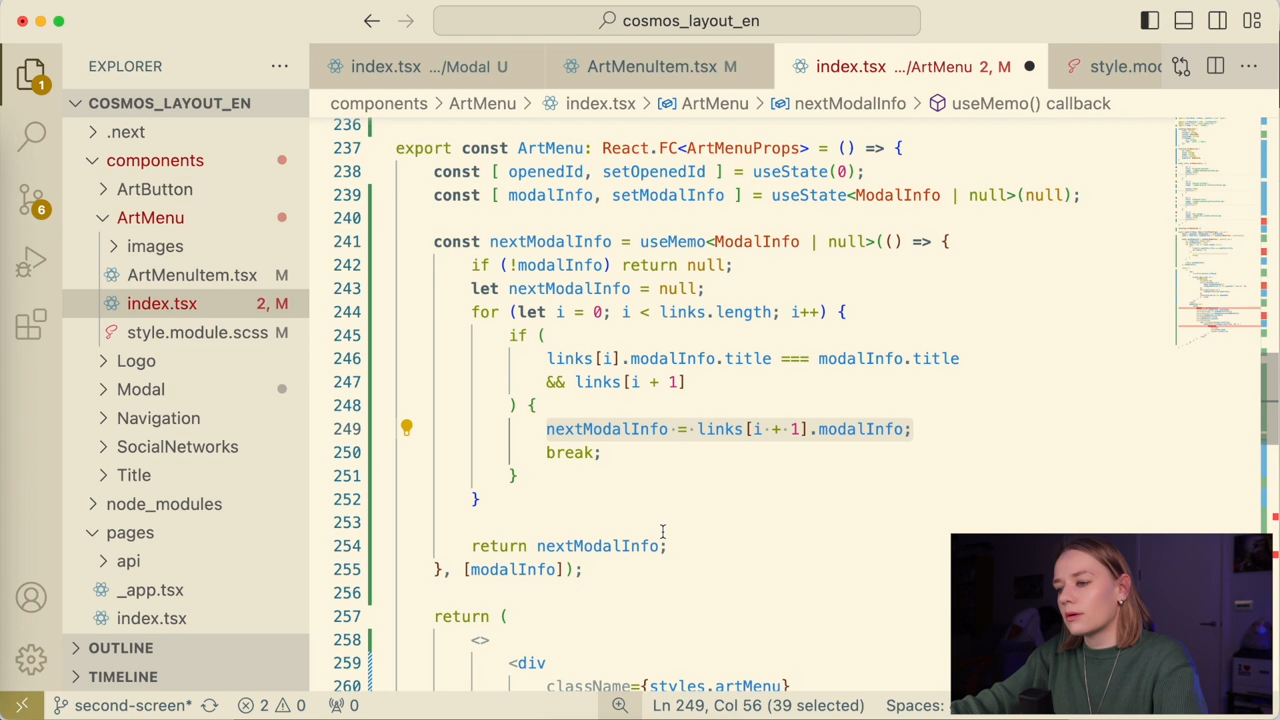 cosmos_layout_en
1
6
EXPLORER
COSMOS_LAYOUT_EN
.next
components
ArtButton
ArtMenu
images
ArtMenuItem.tsx M
index.tsx 2, M
style.module.scss M
Logo
Modal
Navigation
SocialNetworks
Title
node_modules
pages
api
_app.tsx
index.tsx
OUTLINE
TIMELINE
index.tsx .../Modal U
ArtMenuItem.tsx M
index.tsx .../ArtMenu 2, M
style.mod
components > ArtMenu > index.tsx > ArtMenu > nextModalInfo > useMemo() callback
236
237 export const ArtMenu: React.FC<ArtMenuProps> = () => {
238 const [ openedId, setOpenedId ] = useState(0);
239 const [ modalInfo, setModalInfo ] = useState<ModalInfo | null>(null);
240
241 const nextModalInfo = useMemo<ModalInfo | null>(() => {
242 if (!modalInfo) return null;
243 let nextModalInfo = null;
244 for (let i = 0; i < links.length; i++) {
245 if (
246 links[i].modalInfo.title === modalInfo.title
247 && links[i + 1]
248 ) {
249 nextModalInfo = links[i + 1].modalInfo;
250 break;
251 }
252 }
253
254 return nextModalInfo;
255 }, [modalInfo]);
256
257 return (
258 <>
259 <div
260 className={styles.artMenu}
second-screen* 2 0 0 Ln 249, Col 56 (39 selected) Spaces: